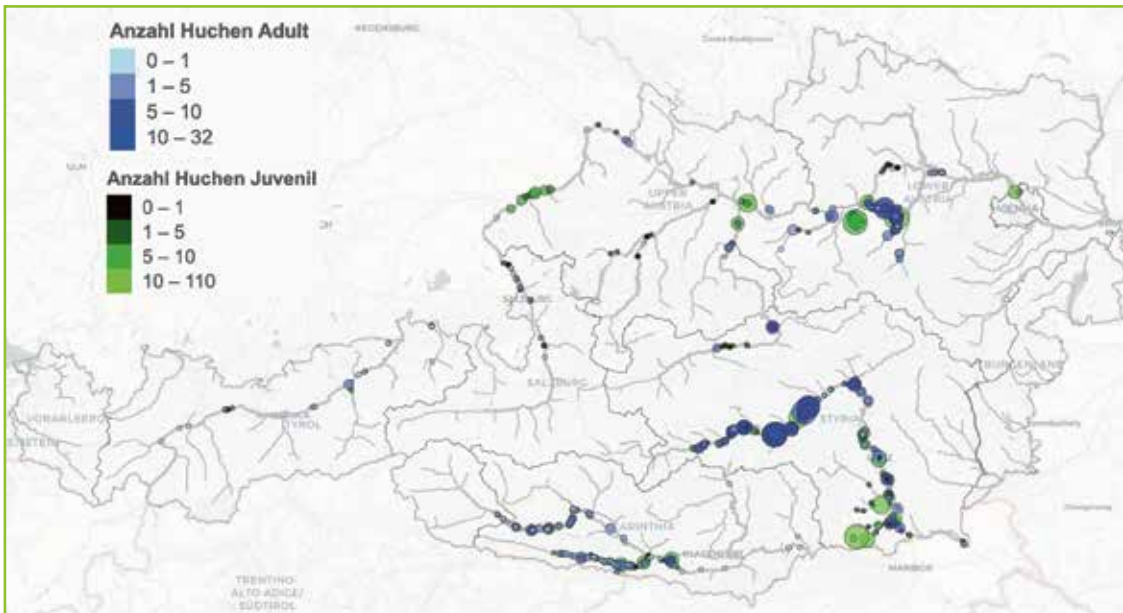 Anzahl Huchen Adult
0 – 1
1 – 5
5 – 10
10 – 32
Anzahl Huchen Juvenil
0 – 1
1 – 5
5 – 10
10 – 110
UPPER
AUSTRIA
LOWER
AUSTRIA
SALZBURG
SALZBURG
VORARLBERG
TYROL
STYRIA
BURGENLAND
CARINTHIA
MARIBOR
TRENTINO-
ALTO ADIGE/
SÜDTIROL